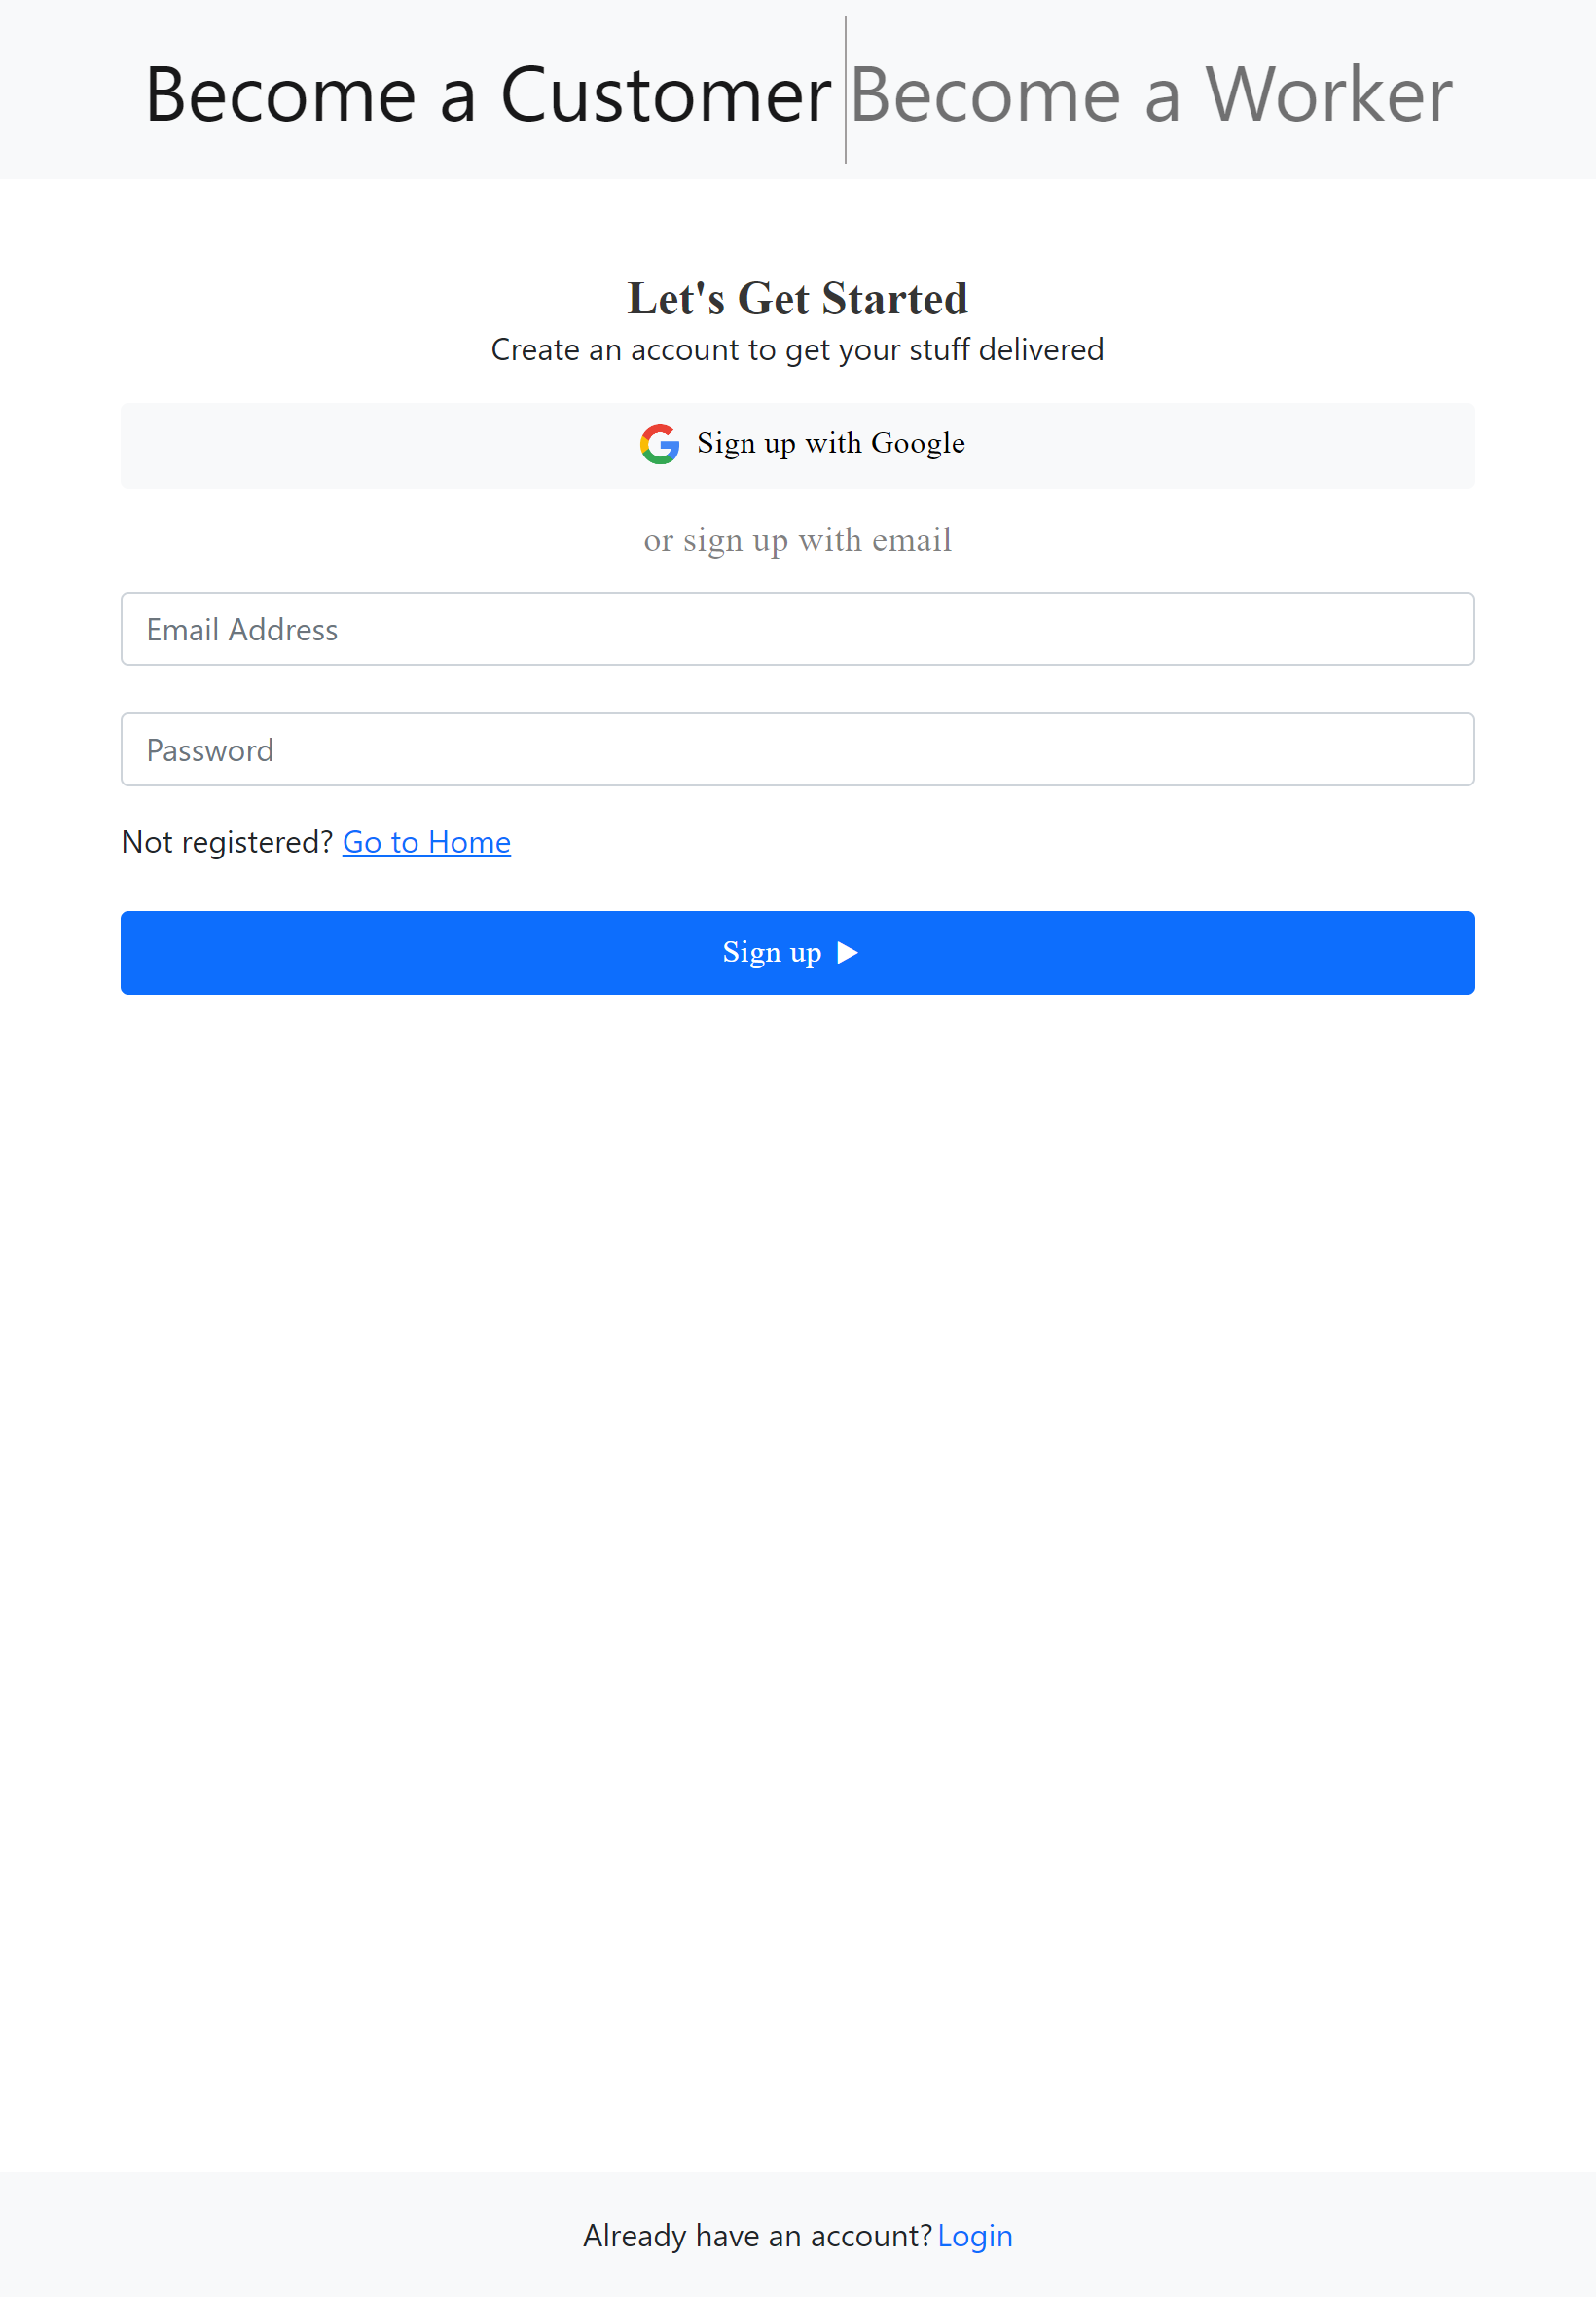 Become a Customer Become a Worker
Let's Get Started
Create an account to get your stuff delivered
Sign up with Google
or sign up with email
Email Address
Password
Not registered? Go to Home
Sign up
Already have an account? Login